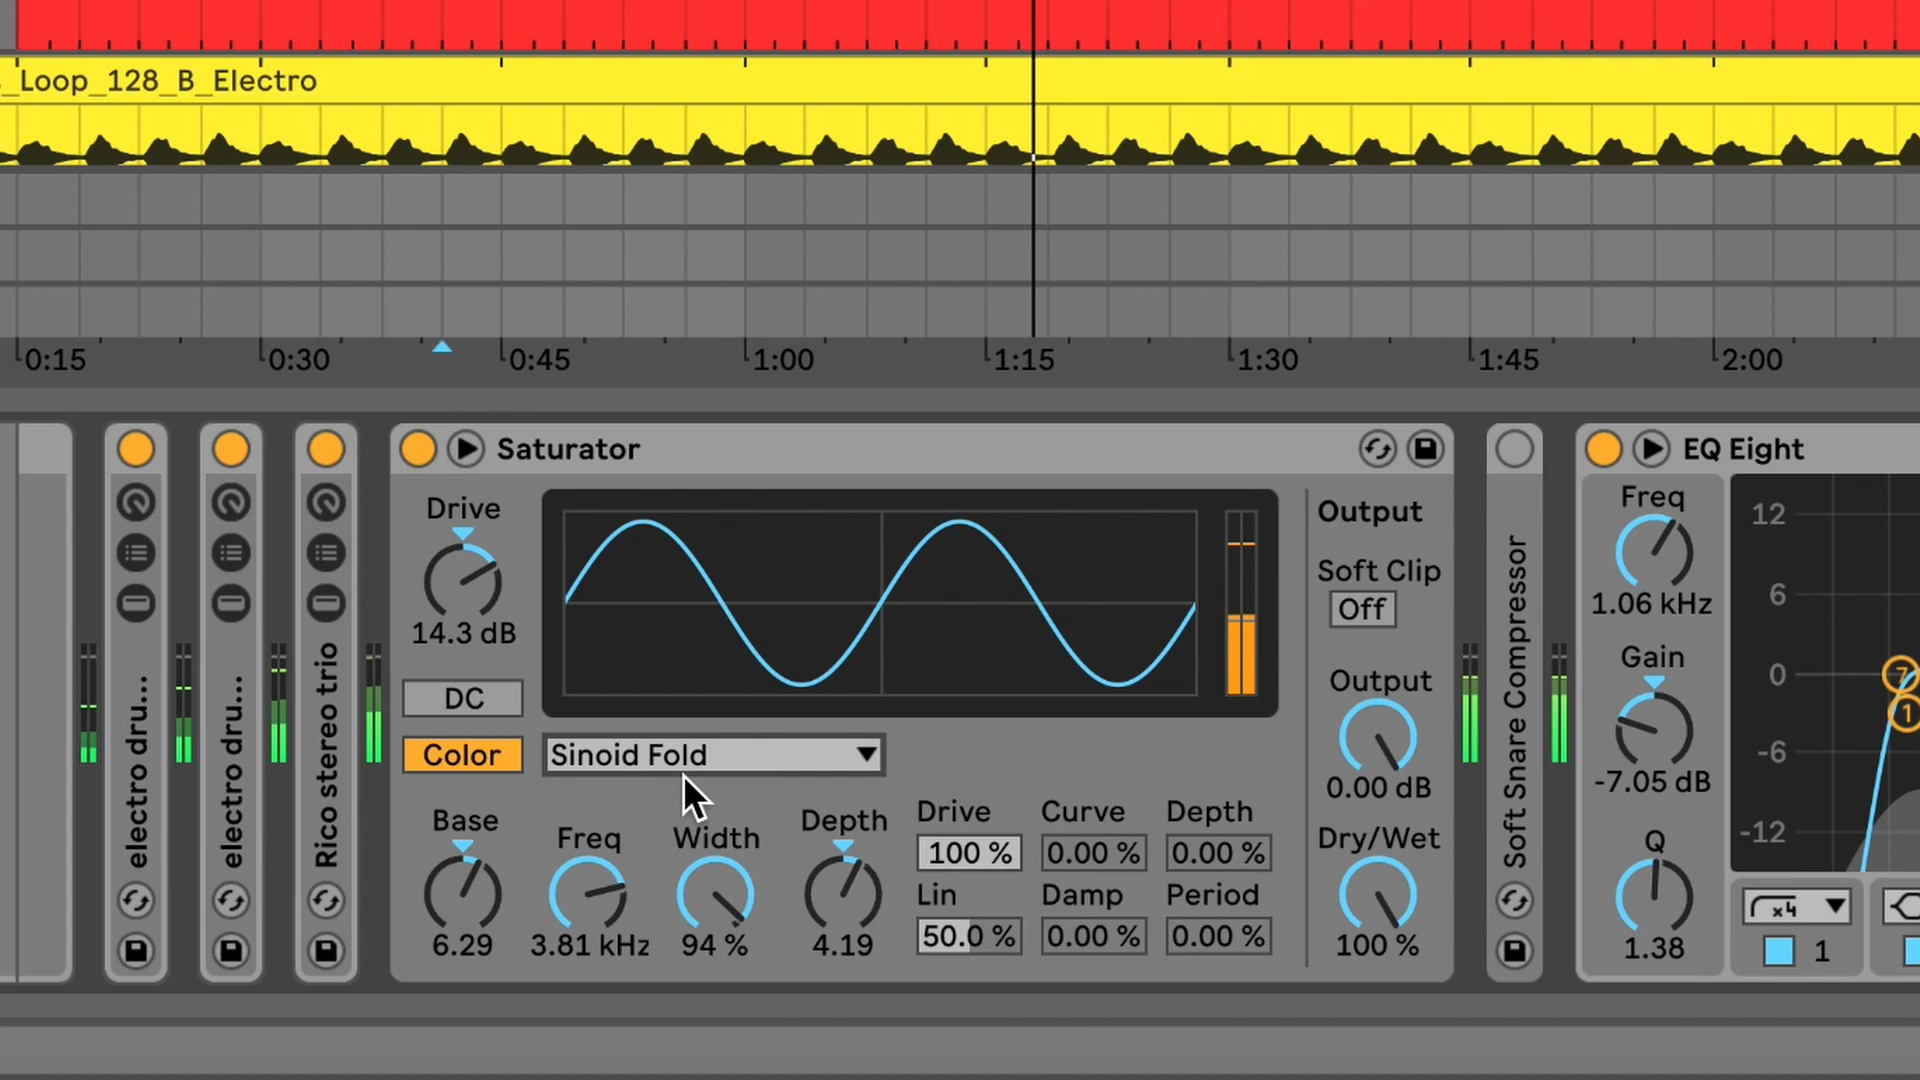 _Loop_128_B_Electro
0:15 0:30 0:45 1:00 1:15 1:30 1:45 2:00
electro dru...
electro dru...
Rico stereo trio
Saturator
Drive
14.3 dB
DC
Color
Sinoid Fold
Base
6.29
Freq
3.81 kHz
Width
94 %
Depth
4.19
Drive Curve Depth
100 % 0.00 % 0.00 %
Lin Damp Period
50.0 % 0.00 % 0.00 %
Output
Soft Clip
Off
Output
0.00 dB
Dry/Wet
100 %
Soft Snare Compressor
EQ Eight
Freq
1.06 kHz
Gain
-7.05 dB
Q
1.38
12
6
0
-6
-12
7
1
x4
1